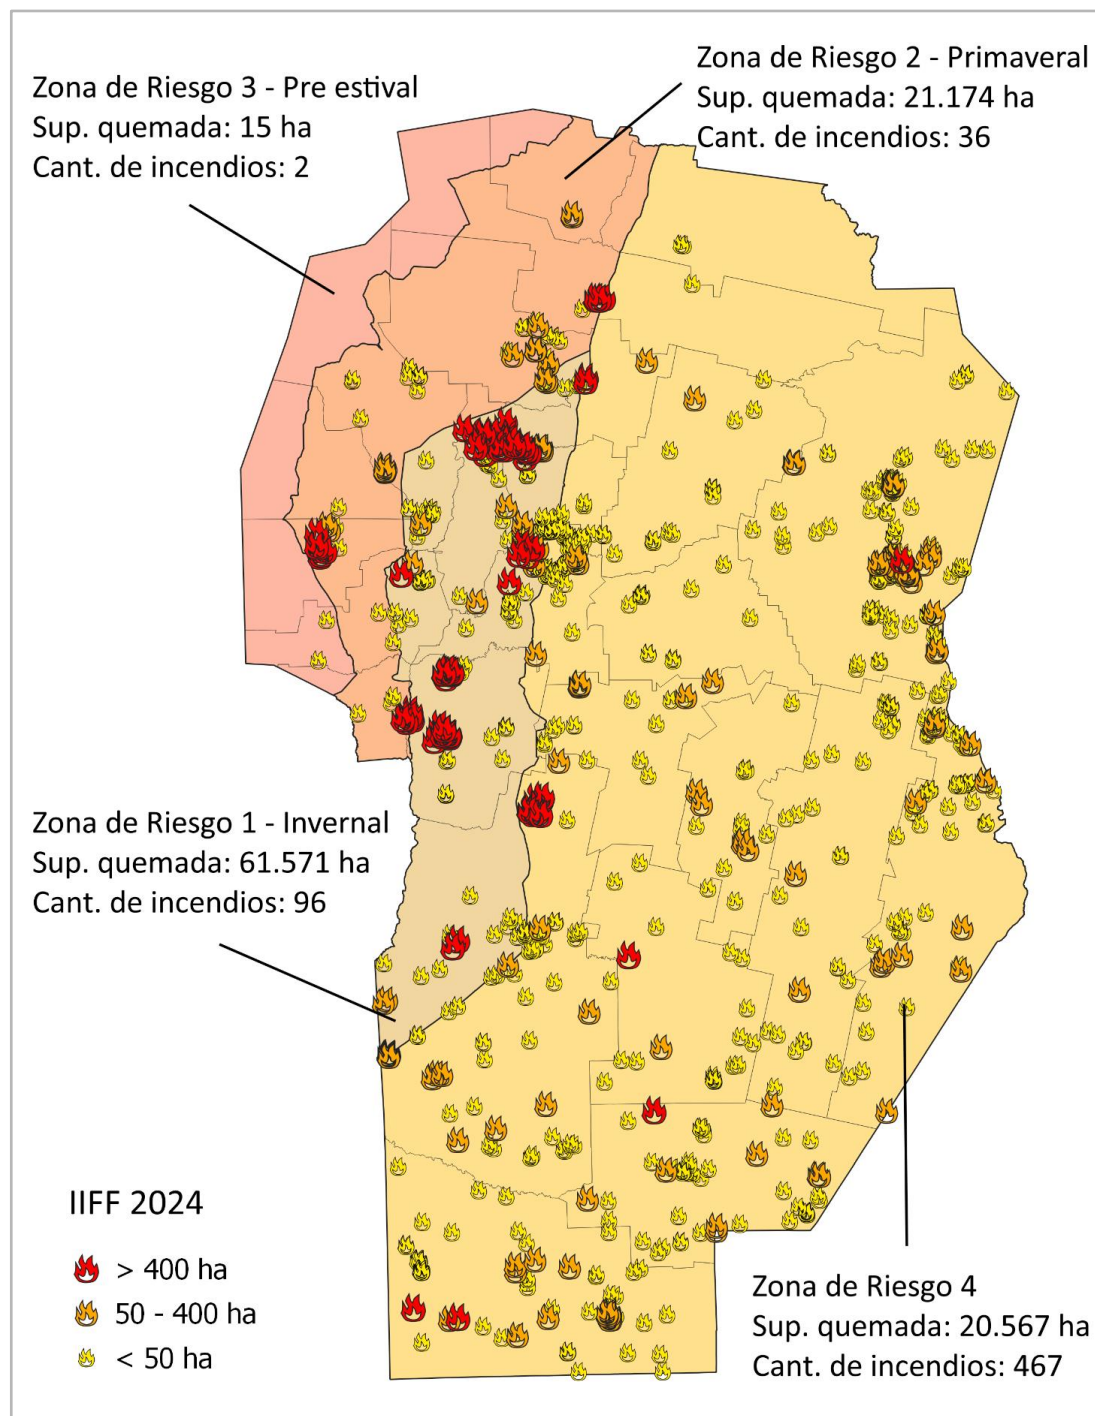 Zona de Riesgo 3 - Pre estival
Sup. quemada: 15 ha
Cant. de incendios: 2
Zona de Riesgo 2 - Primaveral
Sup. quemada: 21.174 ha
Cant. de incendios: 36
Zona de Riesgo 1 - Invernal
Sup. quemada: 61.571 ha
Cant. de incendios: 96
IIFF 2024
> 400 ha
50 - 400 ha
< 50 ha
Zona de Riesgo 4
Sup. quemada: 20.567 ha
Cant. de incendios: 467